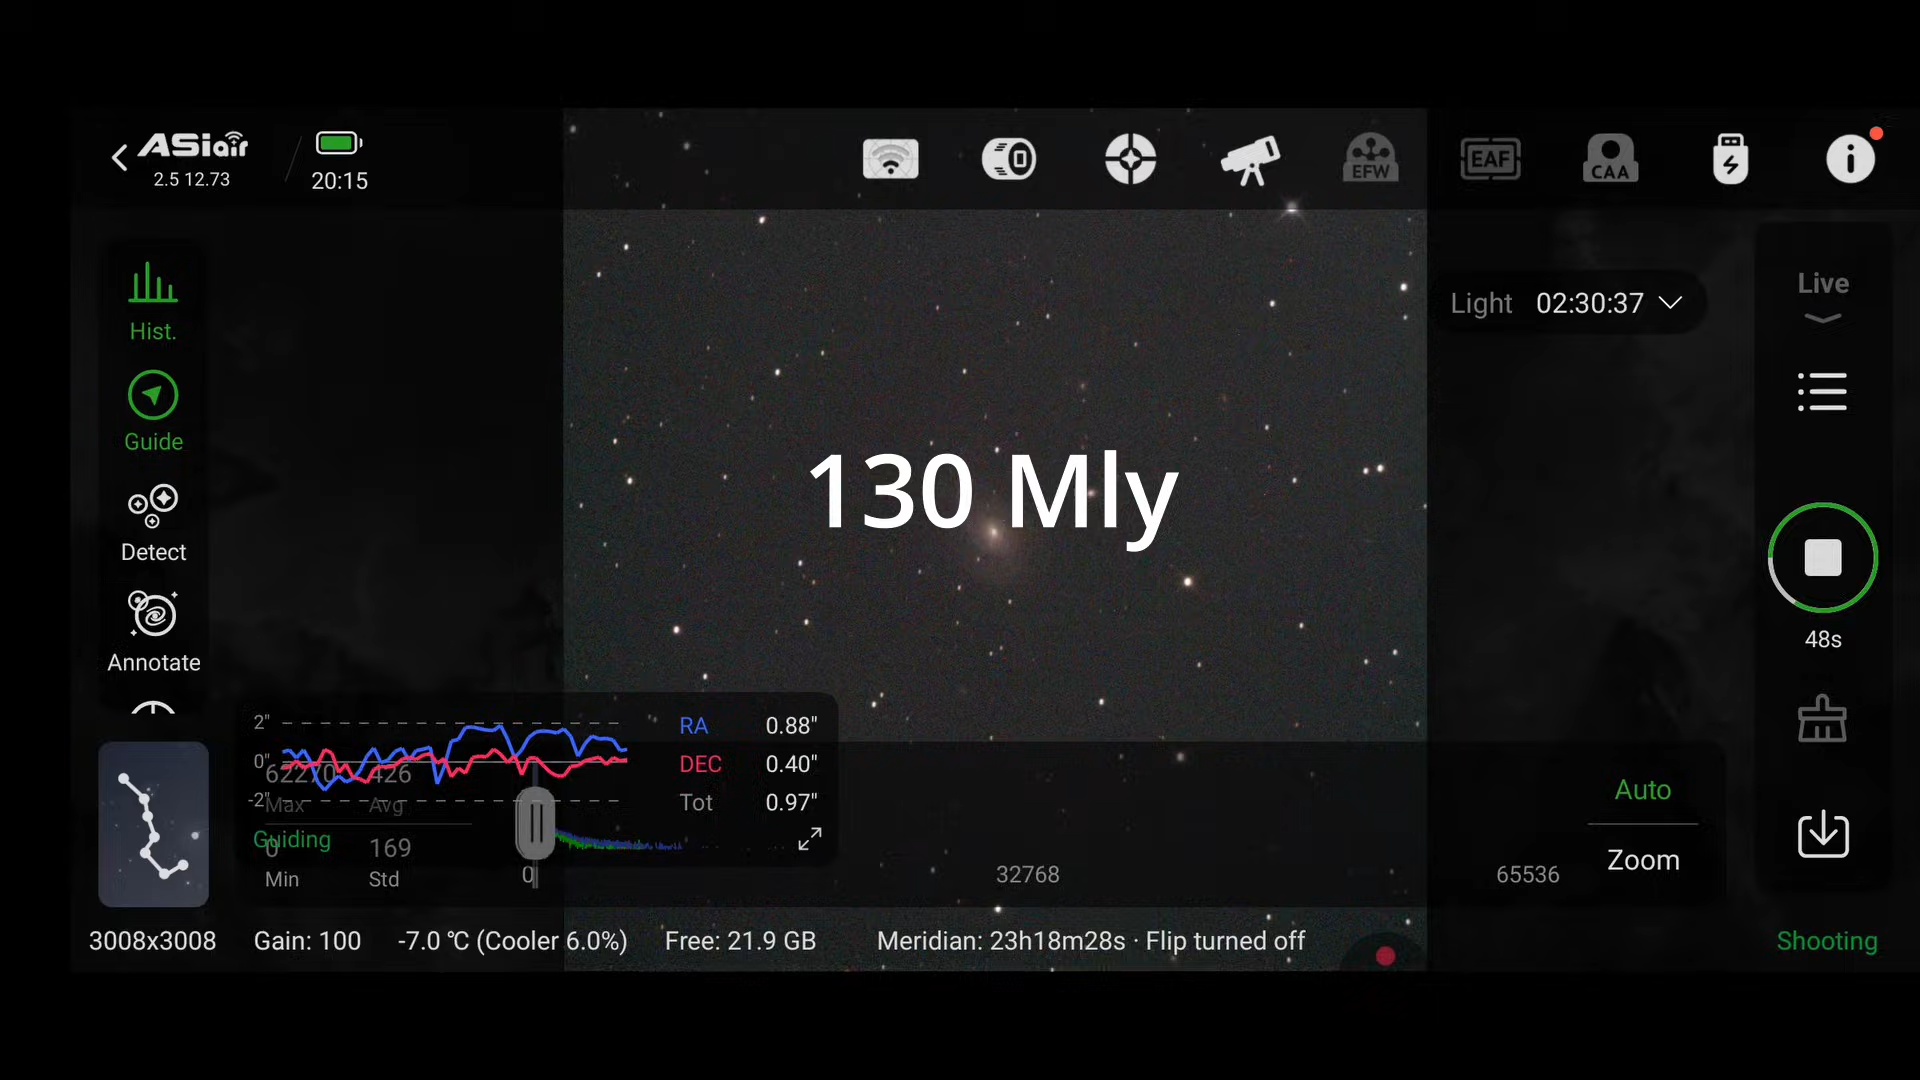 ASiair
2.5 12.73
20:15
EFW
EAF
CAA
Hist.
Guide
Detect
Annotate
Light 02:30:37
Live
130 Mly
48s
2"
0"
-2"
RA 0.88"
DEC 0.40"
Tot 0.97"
Guiding
62270 426
Max Avg
0 169
Min Std
0
32768
65536
Auto
Zoom
3008x3008
Gain: 100
-7.0 ℃ (Cooler 6.0%)
Free: 21.9 GB
Meridian: 23h18m28s · Flip turned off
Shooting